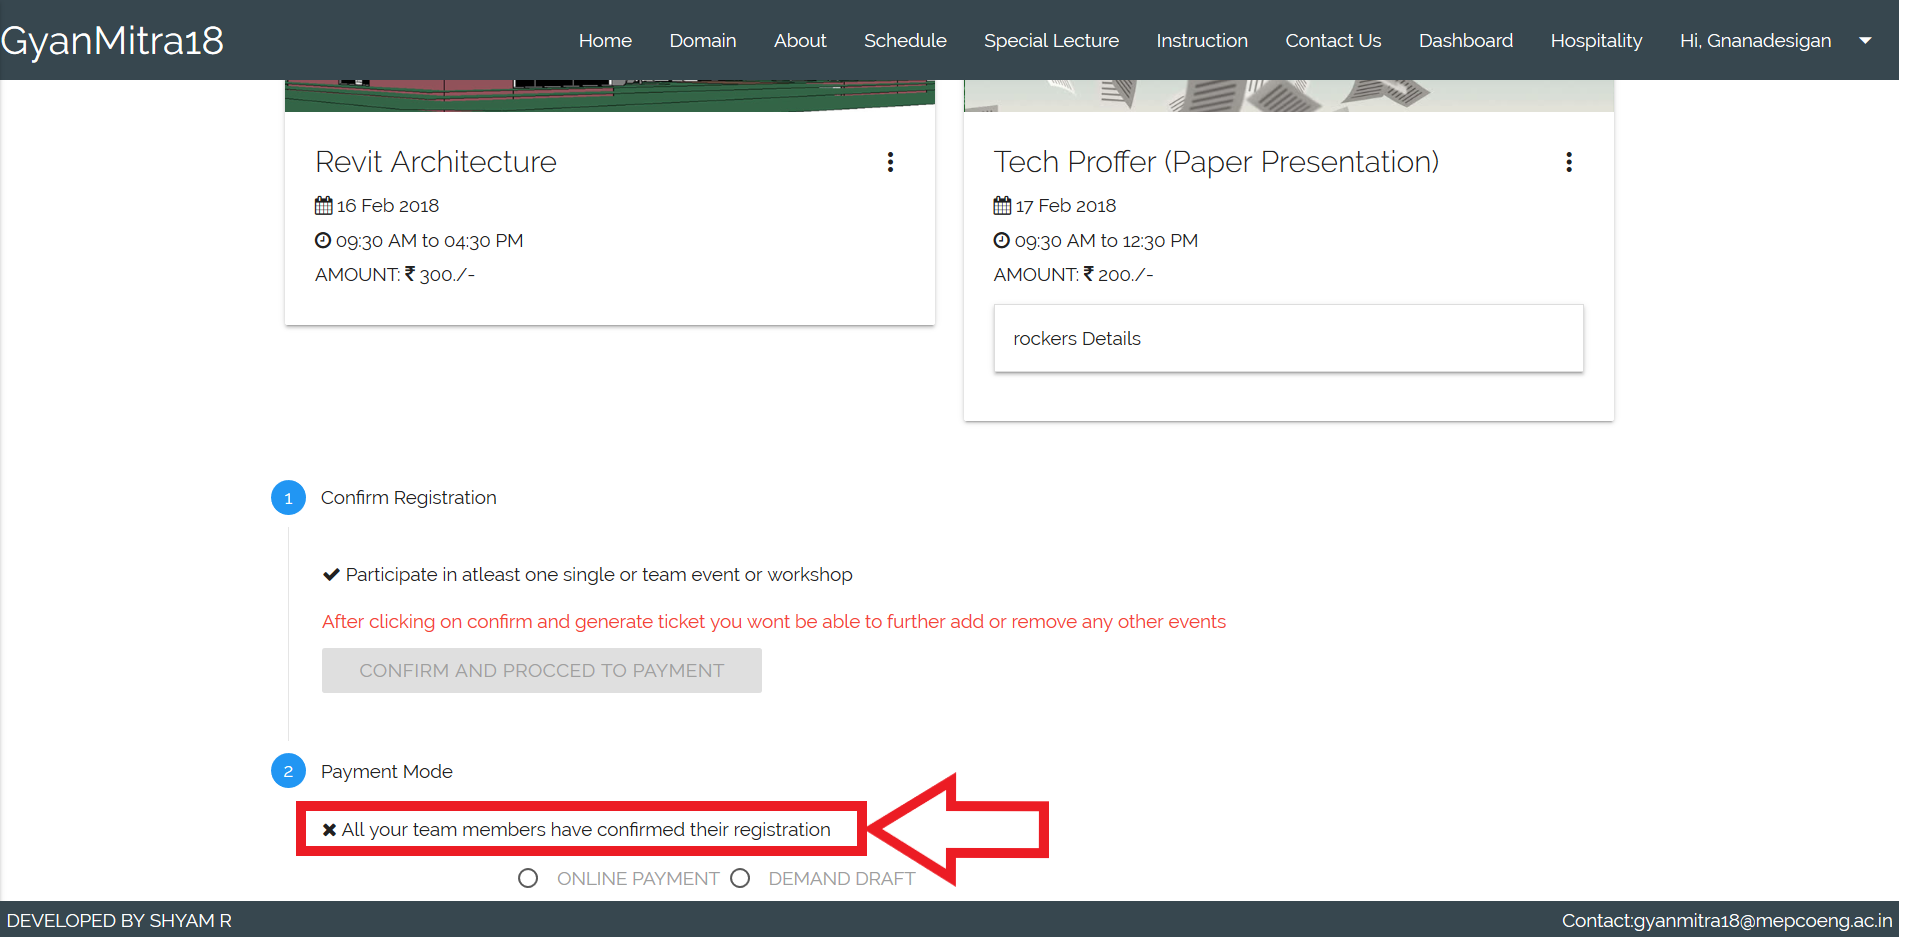 GyanMitra18
Home Domain About Schedule Special Lecture Instruction Contact Us Dashboard Hospitality Hi, Gnanadesigan
Revit Architecture
16 Feb 2018
09:30 AM to 04:30 PM
AMOUNT: ₹ 300./-
Tech Proffer (Paper Presentation)
17 Feb 2018
09:30 AM to 12:30 PM
AMOUNT: ₹ 200./-
rockers Details
1 Confirm Registration
✔ Participate in atleast one single or team event or workshop
After clicking on confirm and generate ticket you wont be able to further add or remove any other events
CONFIRM AND PROCCED TO PAYMENT
2 Payment Mode
✖ All your team members have confirmed their registration
ONLINE PAYMENT DEMAND DRAFT
DEVELOPED BY SHYAM R
Contact:gyanmitra18@mepcoeng.ac.in